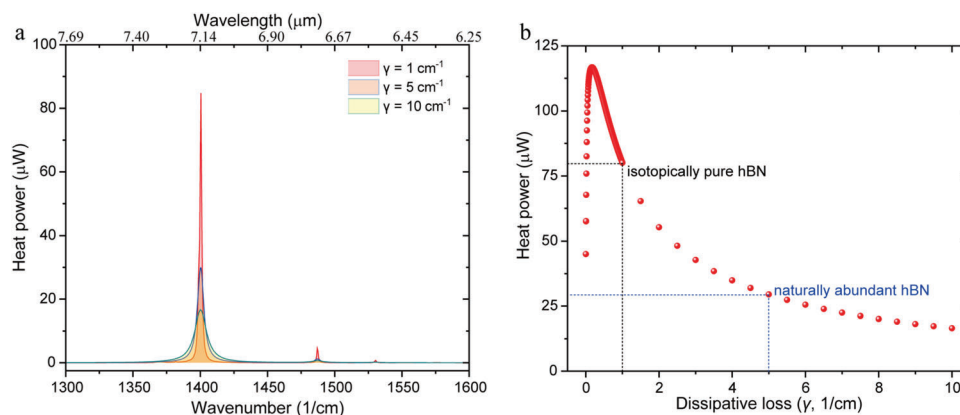 a
Wavelength (μm)
7.69 7.40 7.14 6.90 6.67 6.45 6.25
100
80
60
40
20
0
Heat power (μW)
γ = 1 cm⁻¹
γ = 5 cm⁻¹
γ = 10 cm⁻¹
1300 1350 1400 1450 1500 1550 1600
Wavenumber (1/cm)
b
125
100
75
50
25
0
Heat power (μW)
isotopically pure hBN
naturally abundant hBN
0 2 4 6 8 10
Dissipative loss (γ, 1/cm)